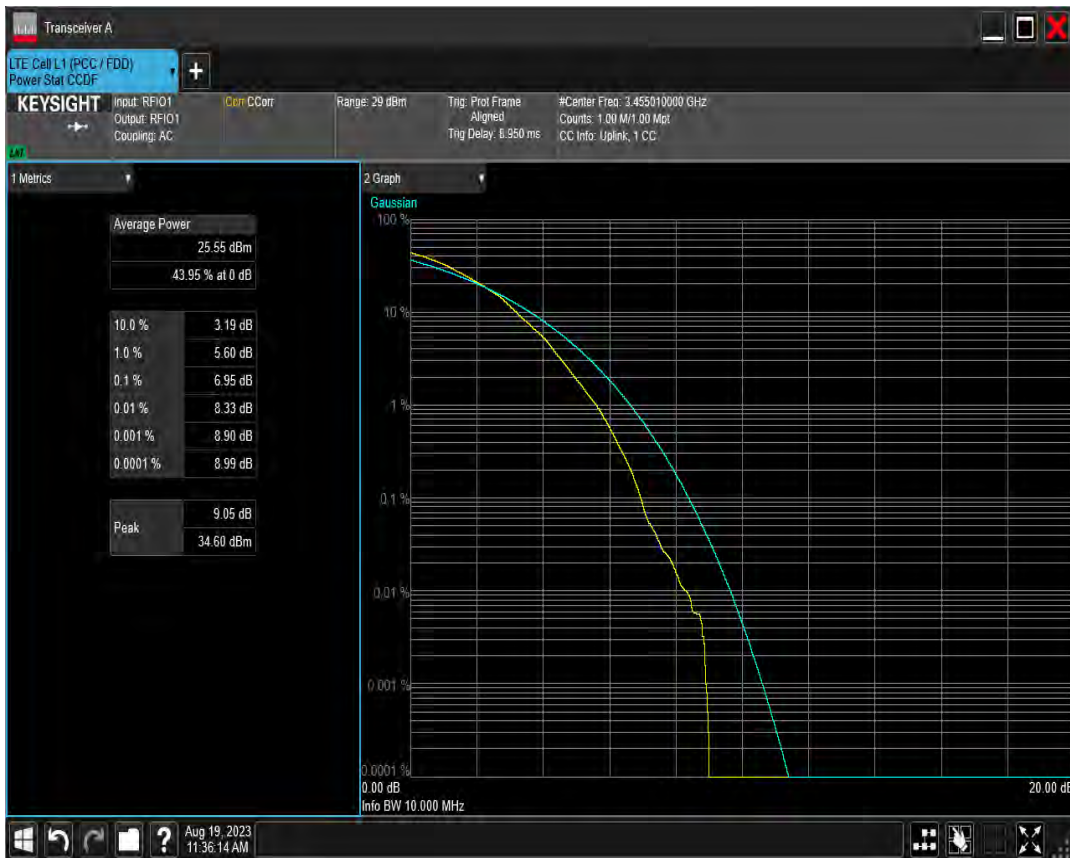 Transceiver A
LTE Cell L1 (PCC / FDD)
Power Stat CCDF
+
KEYSIGHT
Input: RFIO1
Output: RFIO1
Coupling: AC
Corr CCorr
Range: 29 dBm
Trig: Prot Frame
Aligned
Trig Delay: 8.950 ms
#Center Freq: 3.455010000 GHz
Counts: 1.00 M/1.00 Mpt
CC Info: Uplink, 1 CC
1 Metrics
Average Power
25.55 dBm
43.95 % at 0 dB
10.0 % 3.19 dB
1.0 % 5.60 dB
0.1 % 6.95 dB
0.01 % 8.33 dB
0.001 % 8.90 dB
0.0001 % 8.99 dB
Peak
9.05 dB
34.60 dBm
2 Graph
Gaussian
100 %
10 %
1 %
0.1 %
0.01 %
0.001 %
0.0001 %
0.00 dB
20.00 dB
Info BW 10.000 MHz
?
Aug 19, 2023
11:36:14 AM